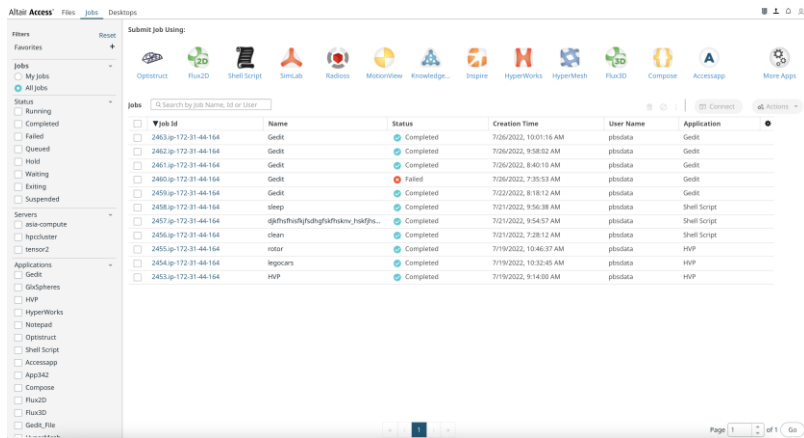 Altair Access™ Files Jobs Desktops
Filters Reset
Favorites +
Jobs
My Jobs
All Jobs
Status
Running
Completed
Failed
Queued
Hold
Waiting
Exiting
Suspended
Servers
asia-compute
hpccluster
tensor2
Applications
Gedit
GlxSpheres
HVP
HyperWorks
Notepad
Optistruct
Shell Script
Accessapp
App342
Compose
Flux2D
Flux3D
Gedit_File
HyperMesh
Submit Job Using:
Optistruct Flux2D Shell Script SimLab Radioss MotionView Knowledge... Inspire HyperWorks HyperMesh Flux3D Compose Accessapp More Apps
Jobs Search by Job Name, Id or User Connect Actions
Job Id Name Status Creation Time User Name Application
2463.ip-172-31-44-164 Gedit Completed 7/26/2022, 10:01:16 AM pbsdata Gedit
2462.ip-172-31-44-164 Gedit Completed 7/26/2022, 9:58:02 AM pbsdata Gedit
2461.ip-172-31-44-164 Gedit Completed 7/26/2022, 8:40:10 AM pbsdata Gedit
2460.ip-172-31-44-164 Gedit Failed 7/26/2022, 7:35:53 AM pbsdata Gedit
2459.ip-172-31-44-164 Gedit Completed 7/22/2022, 8:18:12 AM pbsdata Gedit
2458.ip-172-31-44-164 sleep Completed 7/21/2022, 9:56:38 AM pbsdata Shell Script
2457.ip-172-31-44-164 Completed 7/21/2022, 9:54:57 AM pbsdata Shell Script
2456.ip-172-31-44-164 clean Completed 7/21/2022, 7:28:12 AM pbsdata Shell Script
2455.ip-172-31-44-164 rotor Completed 7/19/2022, 10:46:37 AM pbsdata HVP
2454.ip-172-31-44-164 legocars Completed 7/19/2022, 10:32:45 AM pbsdata HVP
2453.ip-172-31-44-164 HVP Completed 7/19/2022, 9:14:00 AM pbsdata HVP
1 Page 1 of 1 Go